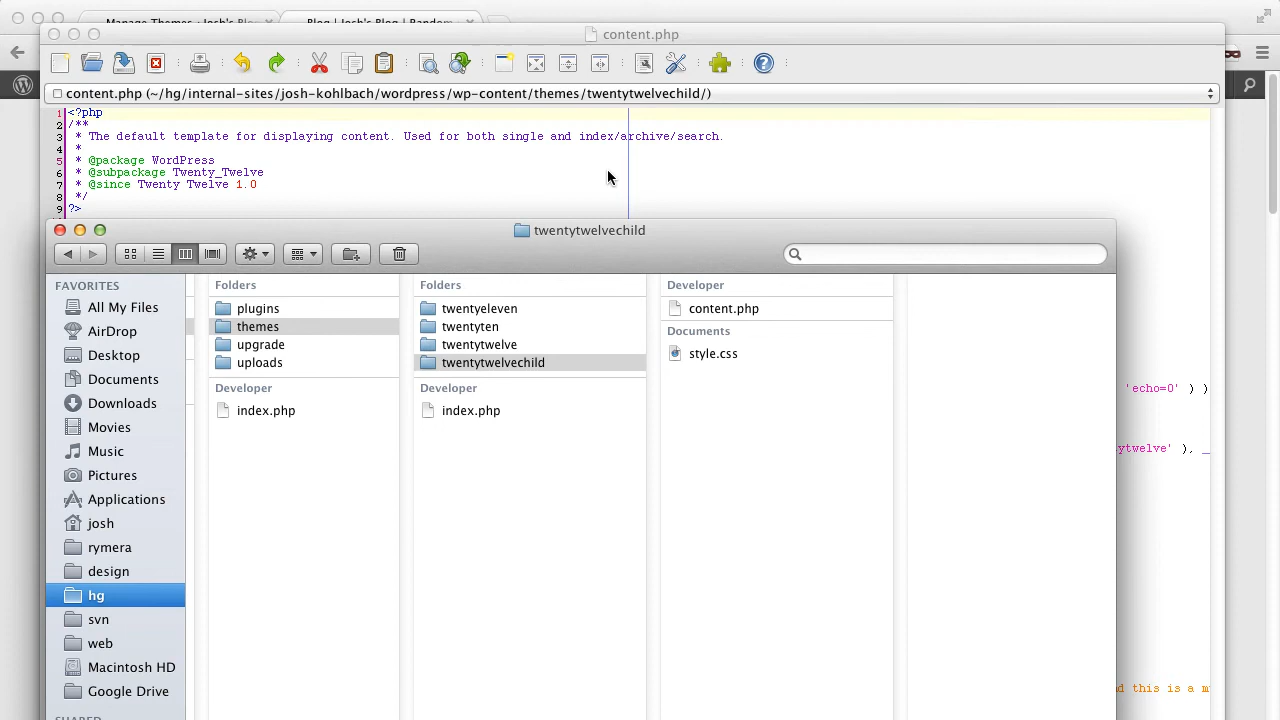 Manage Themes ‹ Josh's Blo
Blog | Josh's Blog | Random
content.php
content.php (~/hg/internal-sites/josh-kohlbach/wordpress/wp-content/themes/twentytwelvechild/)
1 <?php
2 /**
3 * The default template for displaying content. Used for both single and index/archive/search.
4 *
5 * @package WordPress
6 * @subpackage Twenty_Twelve
7 * @since Twenty Twelve 1.0
8 */
9 ?>
twentytwelvechild
FAVORITES
All My Files
AirDrop
Desktop
Documents
Downloads
Movies
Music
Pictures
Applications
josh
rymera
design
hg
svn
web
Macintosh HD
Google Drive
SHARED
Folders
plugins
themes
upgrade
uploads
Developer
index.php
Folders
twentyeleven
twentyten
twentytwelve
twentytwelvechild
Developer
index.php
Developer
content.php
Documents
style.css
'echo=0' ) )
ytwelve' ), _
d this is a m